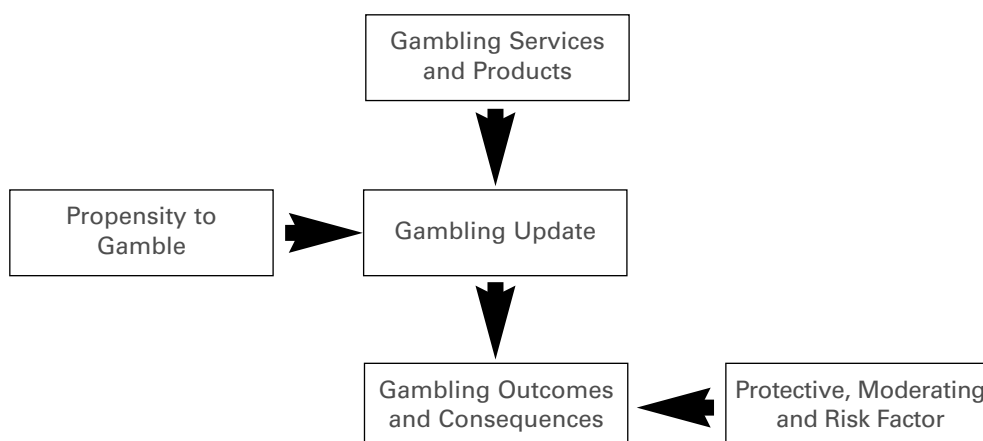 Gambling Services
and Products
Propensity to
Gamble
Gambling Update
Gambling Outcomes
and Consequences
Protective, Moderating
and Risk Factor